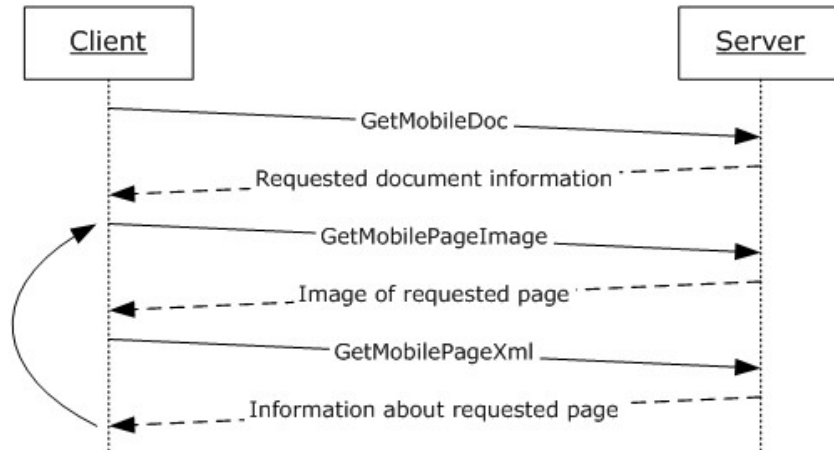 Client
Server
GetMobileDoc
Requested document information
GetMobilePageImage
Image of requested page
GetMobilePageXml
Information about requested page